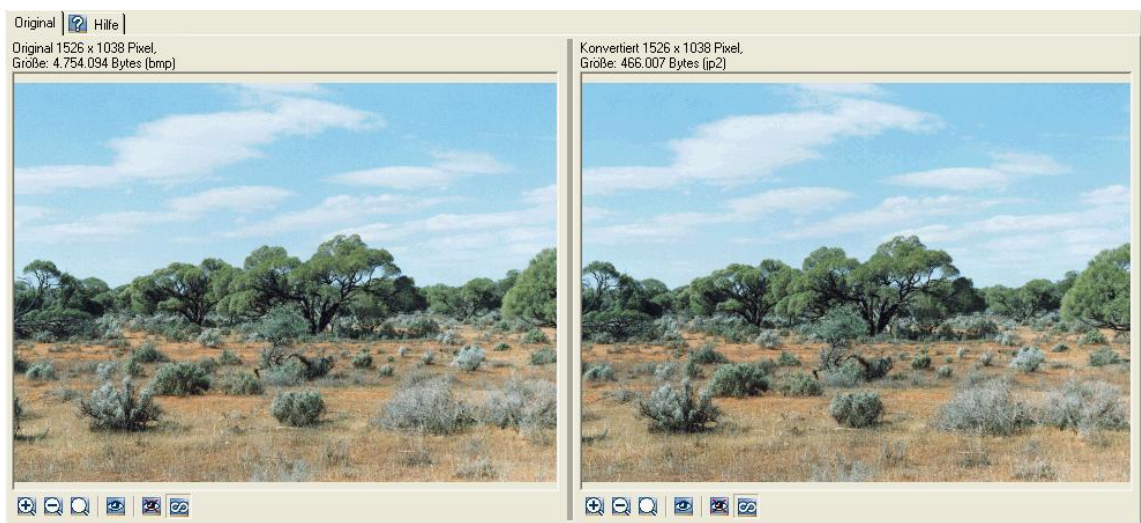 Original Hilfe
Original 1526 x 1038 Pixel,
Größe: 4.754.094 Bytes (bmp)
Konvertiert 1526 x 1038 Pixel,
Größe: 466.007 Bytes (jp2)